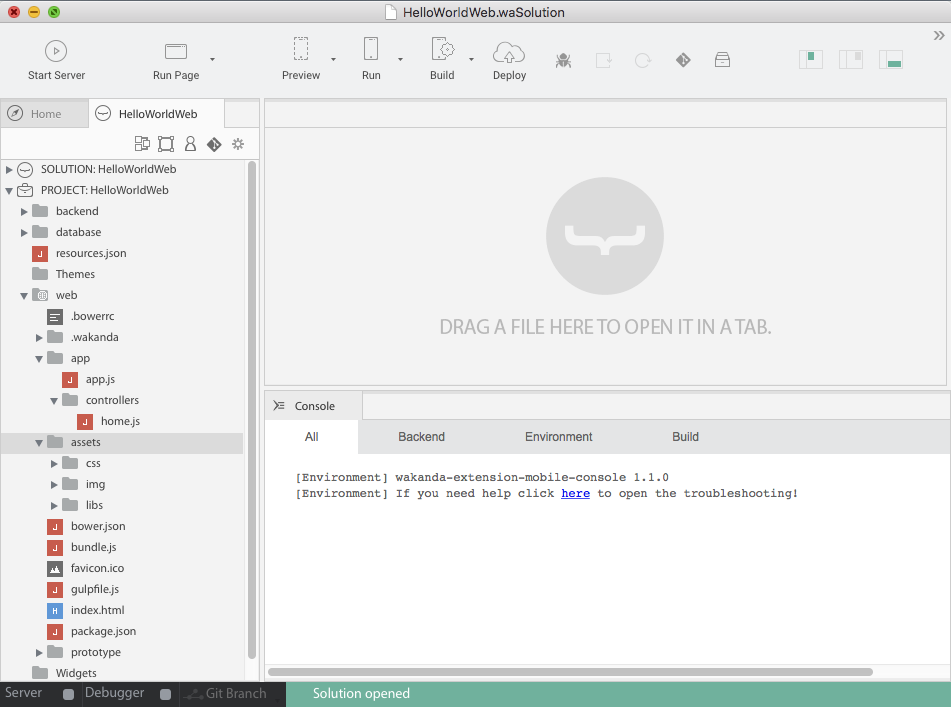 HelloWorldWeb.waSolution
Start Server
Run Page
Preview
Run
Build
Deploy
Home
HelloWorldWeb
SOLUTION: HelloWorldWeb
PROJECT: HelloWorldWeb
backend
database
resources.json
Themes
web
.bowerrc
.wakanda
app
app.js
controllers
home.js
assets
css
img
libs
bower.json
bundle.js
favicon.ico
gulpfile.js
index.html
package.json
prototype
Widgets
DRAG A FILE HERE TO OPEN IT IN A TAB.
Console
All
Backend
Environment
Build
[Environment] wakanda-extension-mobile-console 1.1.0
[Environment] If you need help click here to open the troubleshooting!
Server
Debugger
Git Branch
Solution opened